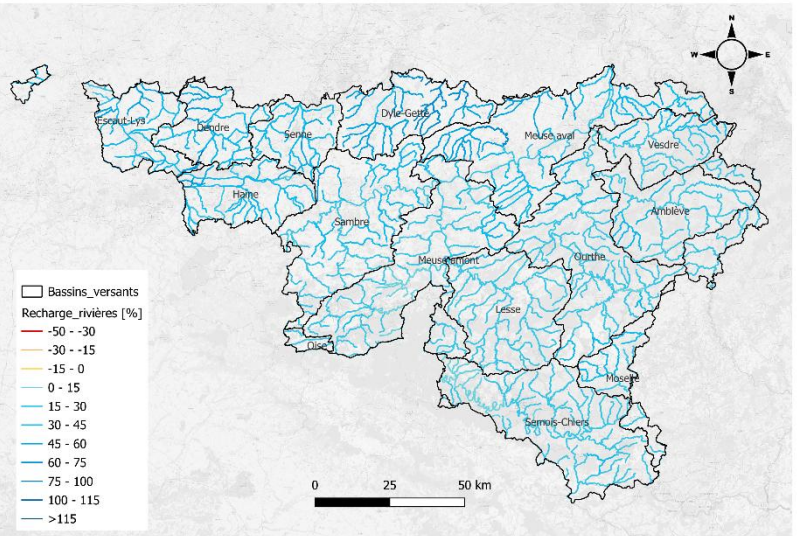 N
W E
S
Escaut-Lys
Dendre
Senne
Dyle-Gette
Meuse aval
Vesdre
Haine
Sambre
Amblève
Meuse amont
Ourthe
Lesse
Oise
Moselle
Semois-Chiers
Bassins_versants
Recharge_rivières [%]
-50 - -30
-30 - -15
-15 - 0
0 - 15
15 - 30
30 - 45
45 - 60
60 - 75
75 - 100
100 - 115
>115
0 25 50 km